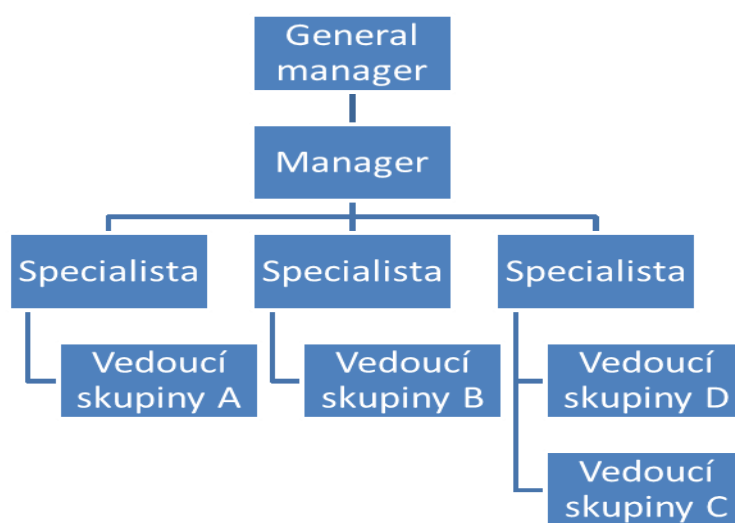 General
manager
Manager
Specialista
Specialista
Specialista
Vedoucí
skupiny A
Vedoucí
skupiny B
Vedoucí
skupiny D
Vedoucí
skupiny C